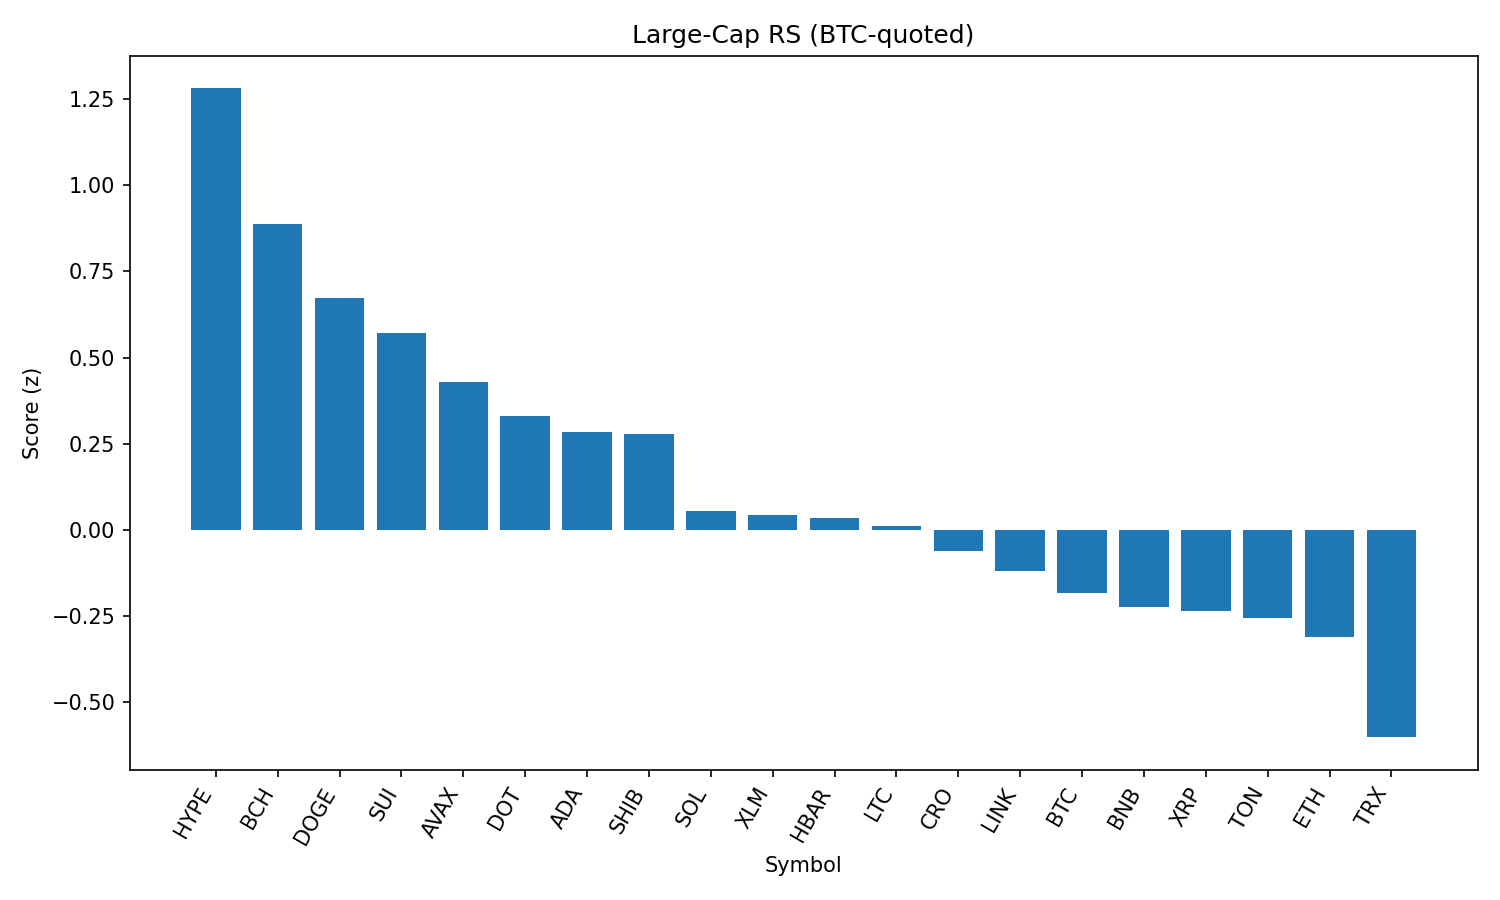 Large-Cap RS (BTC-quoted)
Score (z)
1.25
1.00
0.75
0.50
0.25
0.00
−0.25
−0.50
HYPE
BCH
DOGE
SUI
AVAX
DOT
ADA
SHIB
SOL
XLM
HBAR
LTC
CRO
LINK
BTC
BNB
XRP
TON
ETH
TRX
Symbol